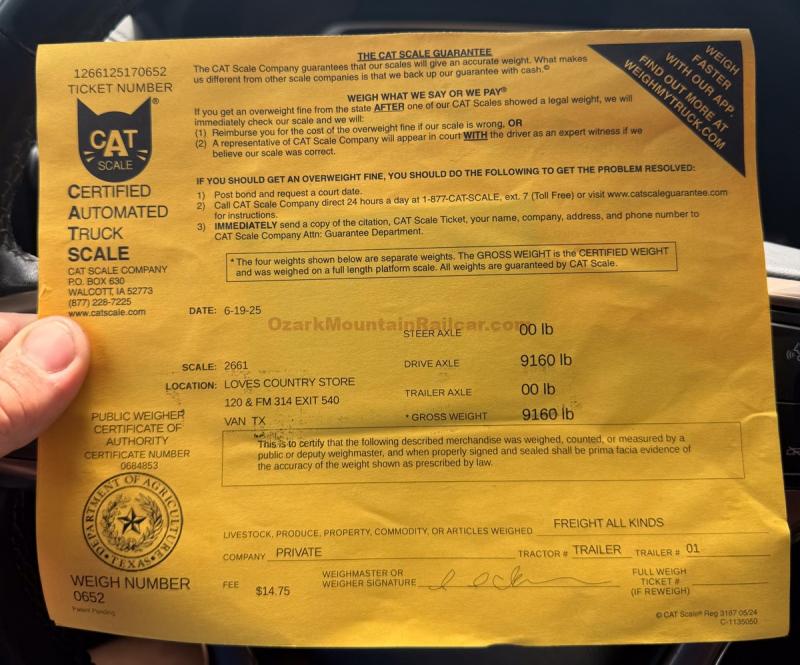 1266125170652
TICKET NUMBER
CAT
SCALE
®
CERTIFIED
AUTOMATED
TRUCK
SCALE
CAT SCALE COMPANY
P.O. BOX 630
WALCOTT, IA 52773
(877) 228-7225
www.catscale.com
THE CAT SCALE GUARANTEE
The CAT Scale Company guarantees that our scales will give an accurate weight. What makes
us different from other scale companies is that we back up our guarantee with cash.©
WEIGH WHAT WE SAY OR WE PAY®
If you get an overweight fine from the state AFTER one of our CAT Scales showed a legal weight, we will
immediately check our scale and we will:
(1) Reimburse you for the cost of the overweight fine if our scale is wrong, OR
(2) A representative of CAT Scale Company will appear in court WITH the driver as an expert witness if we
believe our scale was correct.
WEIGH
FASTER
WITH OUR APP.
FIND OUT MORE AT
WEIGHMYTRUCK.COM
IF YOU SHOULD GET AN OVERWEIGHT FINE, YOU SHOULD DO THE FOLLOWING TO GET THE PROBLEM RESOLVED:
1) Post bond and request a court date.
2) Call CAT Scale Company direct 24 hours a day at 1-877-CAT-SCALE, ext. 7 (Toll Free) or visit www.catscaleguarantee.com
for instructions.
3) IMMEDIATELY send a copy of the citation, CAT Scale Ticket, your name, company, address, and phone number to
CAT Scale Company Attn: Guarantee Department.
* The four weights shown below are separate weights. The GROSS WEIGHT is the CERTIFIED WEIGHT
and was weighed on a full length platform scale. All weights are guaranteed by CAT Scale.
DATE: 6-19-25
OzarkMountainRailcar.com
STEER AXLE 00 lb
SCALE: 2661
DRIVE AXLE 9160 lb
LOCATION: LOVES COUNTRY STORE
120 & FM 314 EXIT 540
VAN TX
TRAILER AXLE 00 lb
* GROSS WEIGHT 9160 lb
PUBLIC WEIGHER
CERTIFICATE OF
AUTHORITY
CERTIFICATE NUMBER
0684853
This is to certify that the following described merchandise was weighed, counted, or measured by a
public or deputy weighmaster, and when properly signed and sealed shall be prima facia evidence of
the accuracy of the weight shown as prescribed by law.
DEPARTMENT OF AGRICULTURE
TEXAS
LIVESTOCK, PRODUCE, PROPERTY, COMMODITY, OR ARTICLES WEIGHED FREIGHT ALL KINDS
COMPANY PRIVATE TRACTOR # TRAILER TRAILER # 01
WEIGH NUMBER
0652
Patent Pending
FEE $14.75
WEIGHMASTER OR
WEIGHER SIGNATURE
FULL WEIGH
TICKET #
(IF REWEIGH)
© CAT Scale® Reg 3187 05/24
C-1135050